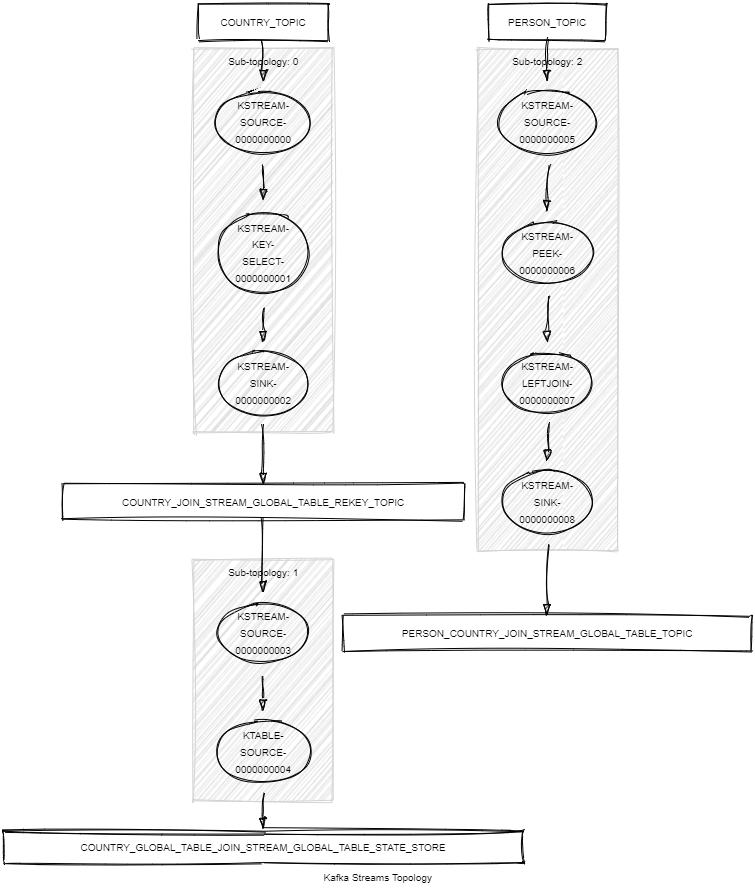 COUNTRY_TOPIC
Sub-topology: 0
KSTREAM-
SOURCE-
0000000000
KSTREAM-
KEY-
SELECT-
0000000001
KSTREAM-
SINK-
0000000002
COUNTRY_JOIN_STREAM_GLOBAL_TABLE_REKEY_TOPIC
Sub-topology: 1
KSTREAM-
SOURCE-
0000000003
KTABLE-
SOURCE-
0000000004
COUNTRY_GLOBAL_TABLE_JOIN_STREAM_GLOBAL_TABLE_STATE_STORE
PERSON_TOPIC
Sub-topology: 2
KSTREAM-
SOURCE-
0000000005
KSTREAM-
PEEK-
0000000006
KSTREAM-
LEFTJOIN-
0000000007
KSTREAM-
SINK-
0000000008
PERSON_COUNTRY_JOIN_STREAM_GLOBAL_TABLE_TOPIC
Kafka Streams Topology